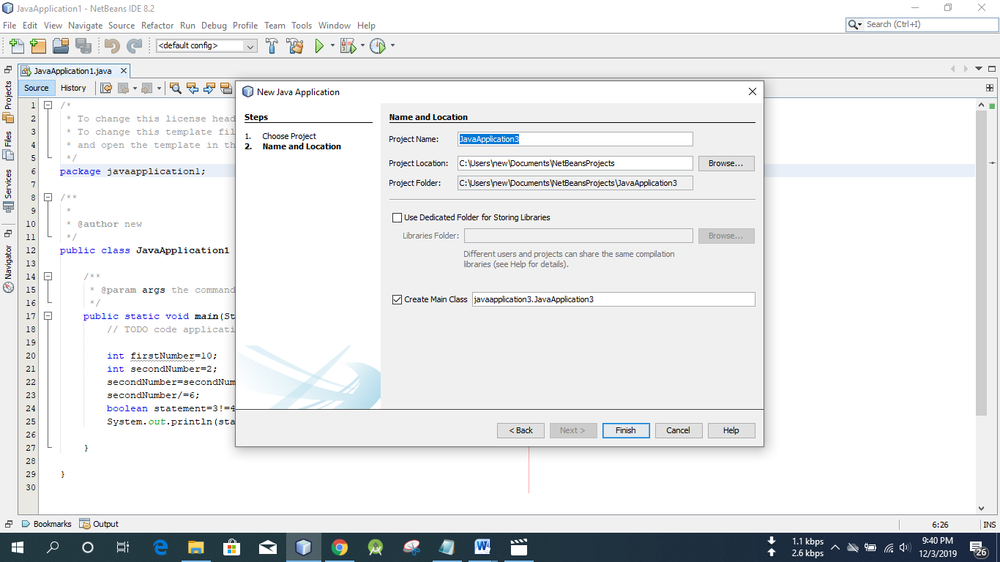 JavaApplication1 - NetBeans IDE 8.2
File Edit View Navigate Source Refactor Run Debug Profile Team Tools Window Help
Search (Ctrl+I)
<default config>
JavaApplication1.java
Source History
Projects
Files
Services
Navigator
1 /*
2 * To change this license head
3 * To change this template fil
4 * and open the template in th
5 */
6 package javaapplication1;
7
8 /**
9 *
10 * @author new
11 */
12 public class JavaApplication1
13
14 /**
15 * @param args the command
16 */
17 public static void main(St
18 // TODO code applicati
19
20 int firstNumber=10;
21 int secondNumber=2;
22 secondNumber=secondNum
23 secondNumber/=6;
24 boolean statement=3!=4
25 System.out.println(sta
26
27 }
28
29 }
30
New Java Application
Steps
1. Choose Project
2. Name and Location
Name and Location
Project Name: JavaApplication3
Project Location: C:\Users\new\Documents\NetBeansProjects Browse...
Project Folder: C:\Users\new\Documents\NetBeansProjects\JavaApplication3
Use Dedicated Folder for Storing Libraries
Libraries Folder: Browse...
Different users and projects can share the same compilation
libraries (see Help for details).
Create Main Class javaapplication3.JavaApplication3
< Back Next > Finish Cancel Help
Bookmarks Output
6:26 INS
1.1 kbps
2.6 kbps
9:40 PM
12/3/2019
26